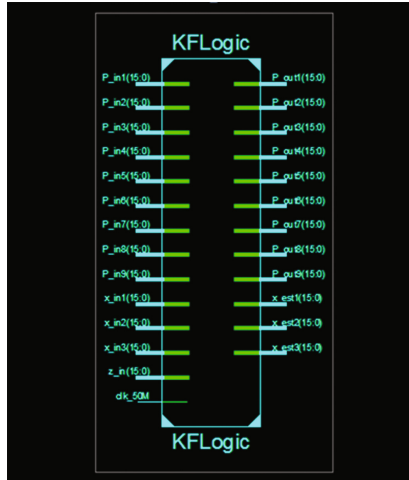 KFLogic
P_in1(15:0) P_out1(15:0)
P_in2(15:0) P_out2(15:0)
P_in3(15:0) P_out3(15:0)
P_in4(15:0) P_out4(15:0)
P_in5(15:0) P_out5(15:0)
P_in6(15:0) P_out6(15:0)
P_in7(15:0) P_out7(15:0)
P_in8(15:0) P_out8(15:0)
P_in9(15:0) P_out9(15:0)
x_in1(15:0) x_est1(15:0)
x_in2(15:0) x_est2(15:0)
x_in3(15:0) x_est3(15:0)
z_in(15:0)
clk_50M
KFLogic